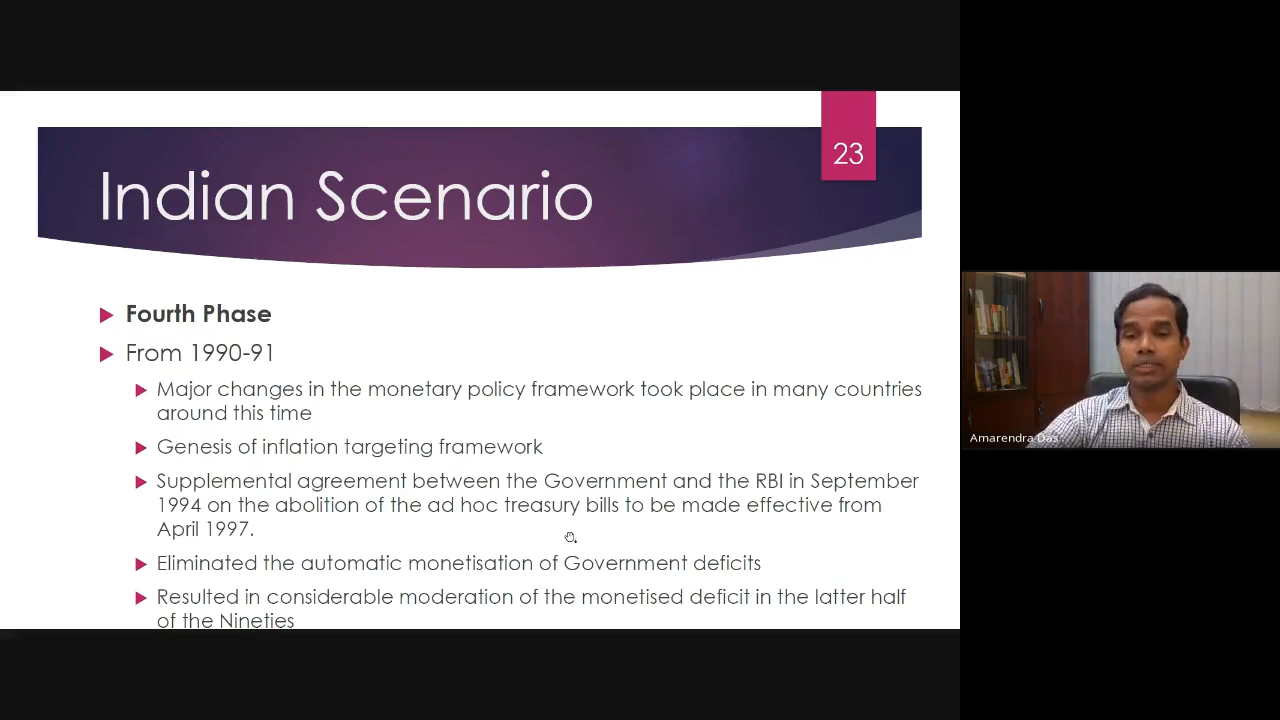 23
Indian Scenario
Fourth Phase
From 1990-91
Major changes in the monetary policy framework took place in many countries
around this time
Genesis of inflation targeting framework
Supplemental agreement between the Government and the RBI in September
1994 on the abolition of the ad hoc treasury bills to be made effective from
April 1997.
Eliminated the automatic monetisation of Government deficits
Resulted in considerable moderation of the monetised deficit in the latter half
of the Nineties
Amarendra Das